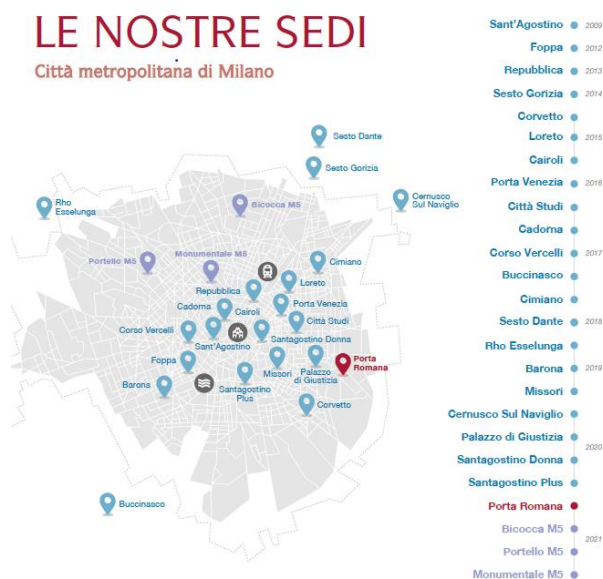 LE NOSTRE SEDI
Città metropolitana di Milano
Sesto Dante
Sesto Gorizia
Rho
Esselunga
Cernusco
Sul Naviglio
Bicocca M5
Monumentale M5
Portello M5
Cimiano
Loreto
Repubblica
Cadorna
Cairoli
Porta Venezia
Corso Vercelli
Città Studi
Sant'Agostino
Santagostino Donna
Foppa
Missori
Palazzo
di Giustizia
Porta
Romana
Barona
Santagostino
Plus
Corvetto
Buccinasco
Sant'Agostino 2009
Foppa 2012
Repubblica 2013
Sesto Gorizia 2014
Corvetto
Loreto 2015
Cairoli
Porta Venezia 2016
Città Studi
Cadorna
Corso Vercelli 2017
Buccinasco
Cimiano
Sesto Dante 2018
Rho Esselunga
Barona 2019
Missori
Cernusco Sul Naviglio
Palazzo di Giustizia 2020
Santagostino Donna
Santagostino Plus
Porta Romana
Bicocca M5
2021
Portello M5
Monumentale M5